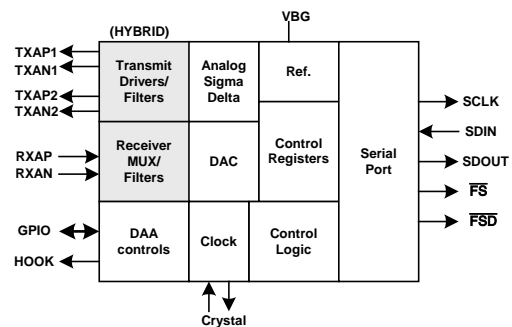 (HYBRID)
VBG
TXAP1
TXAN1
TXAP2
TXAN2
Transmit
Drivers/
Filters
Analog
Sigma
Delta
Ref.
Receiver
MUX/
Filters
DAC
Control
Registers
Serial
Port
RXAP
RXAN
GPIO
HOOK
DAA
controls
Clock
Control
Logic
SCLK
SDIN
SDOUT
FS
FSD
Crystal